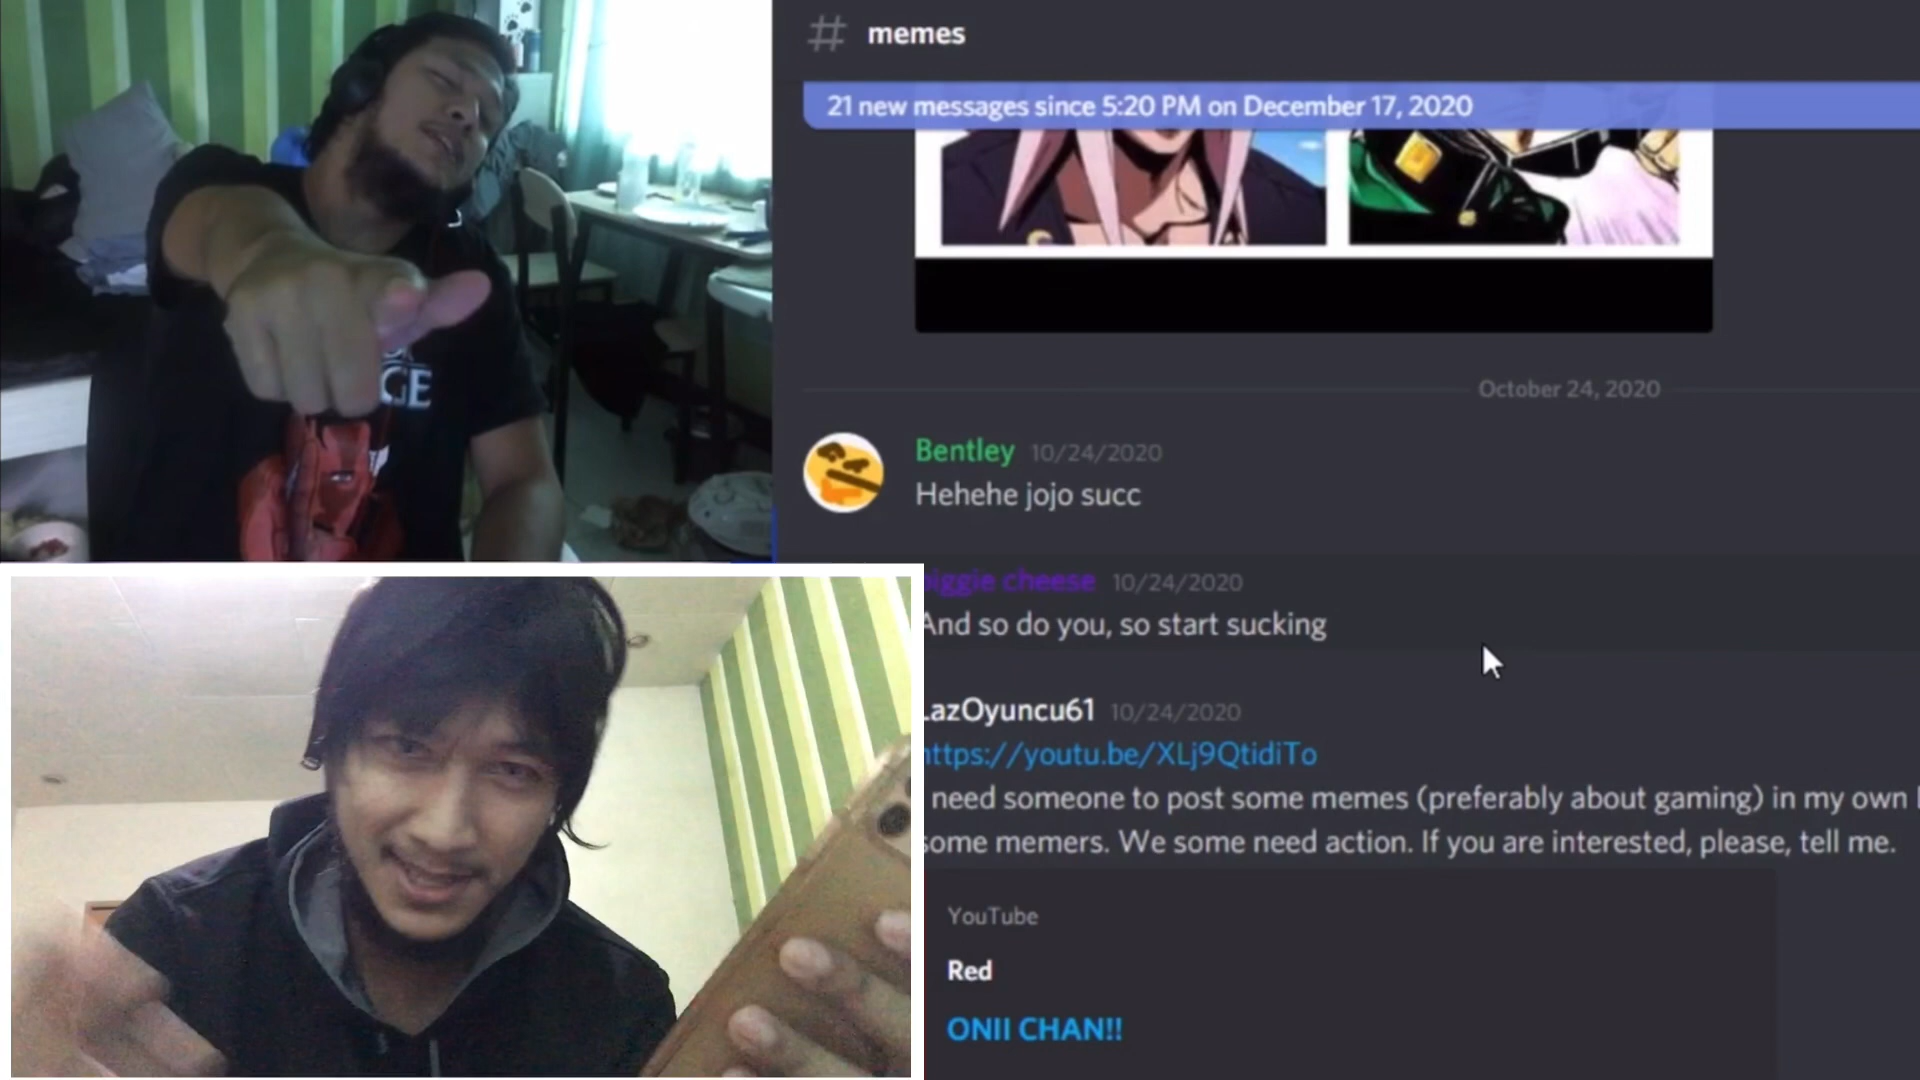 # memes
21 new messages since 5:20 PM on December 17, 2020
October 24, 2020
Bentley 10/24/2020
Hehehe jojo succ
biggie cheese 10/24/2020
And so do you, so start sucking
LazOyuncu61 10/24/2020
https://youtu.be/XLj9QtidiTo
need someone to post some memes (preferably about gaming) in my own
some memers. We some need action. If you are interested, please, tell me.
YouTube
Red
ONII CHAN!!
GE